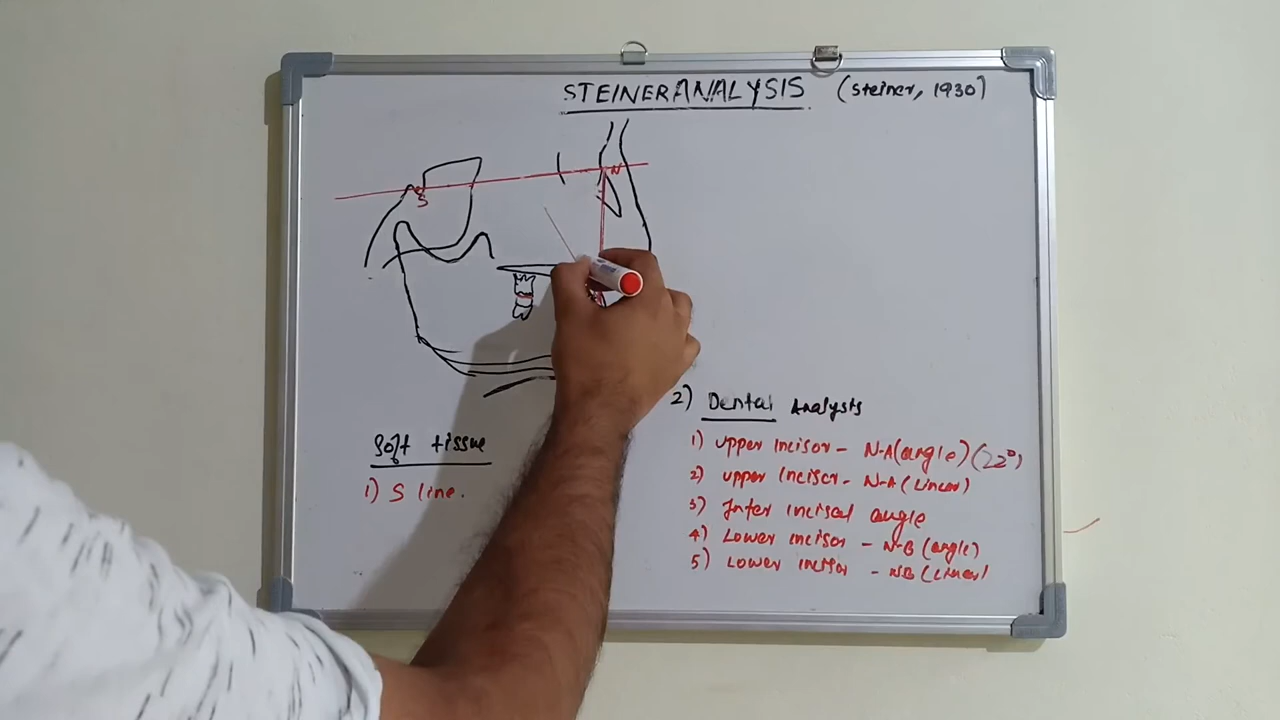 STEINER ANALYSIS (Steiner, 1930)
N
S
2) Dental Analysis
1) upper incisor - N-A (angle) (22°)
2) upper Incisor - N-A (Linear)
3) Inter incisal angle
4) Lower incisor - N-B (angle)
5) Lower incisor - NB (Linear)
Soft tissue
1) S line.